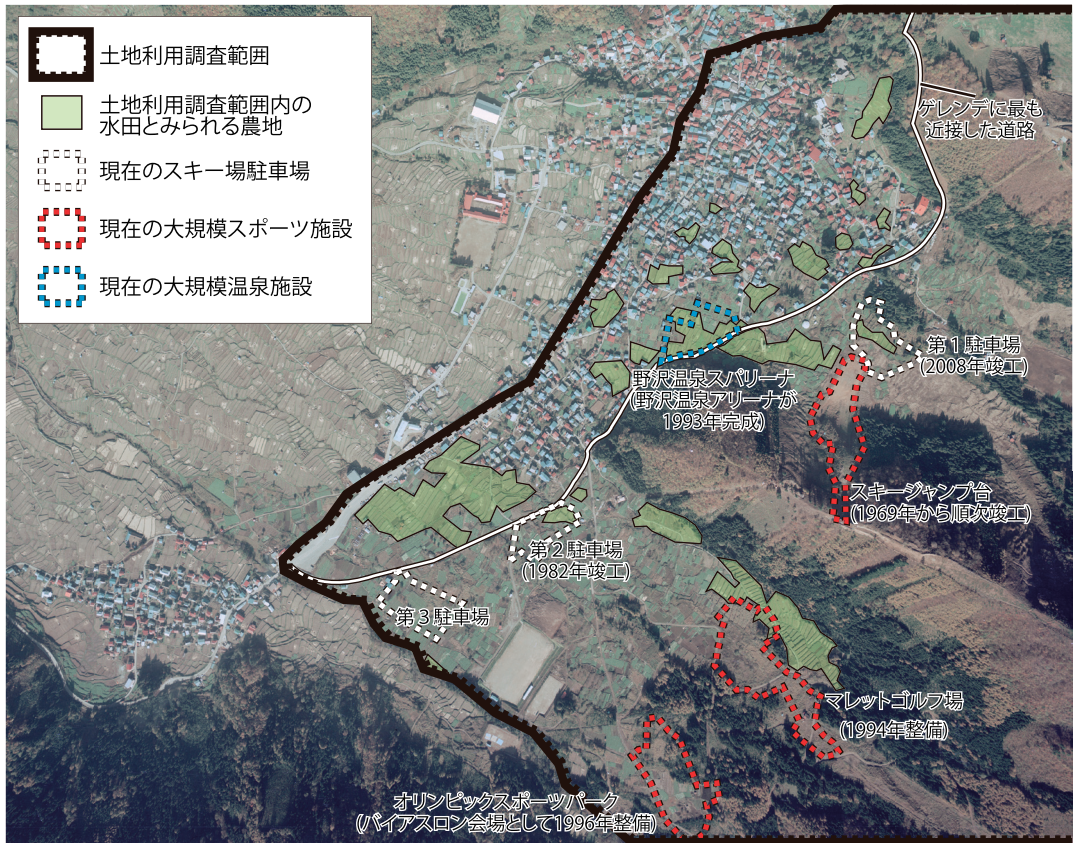 土地利用調査範囲
土地利用調査範囲内の
水田とみられる農地
現在のスキー場駐車場
現在の大規模スポーツ施設
現在の大規模温泉施設
ゲレンデに最も
近接した道路
第1駐車場
(2008年竣工)
野沢温泉スパリーナ
(野沢温泉アリーナが
1993年完成)
スキージャンプ台
(1969年から順次竣工)
第2駐車場
(1982年竣工)
第3駐車場
マレットゴルフ場
(1994年整備)
オリンピックスポーツパーク
(バイアスロン会場として1996年整備)